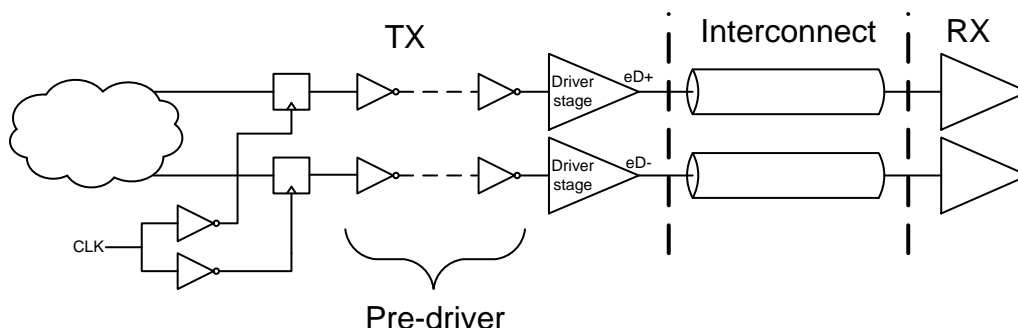 TX
Interconnect
RX
Driver
stage
eD+
Driver
stage
eD-
CLK
Pre-driver